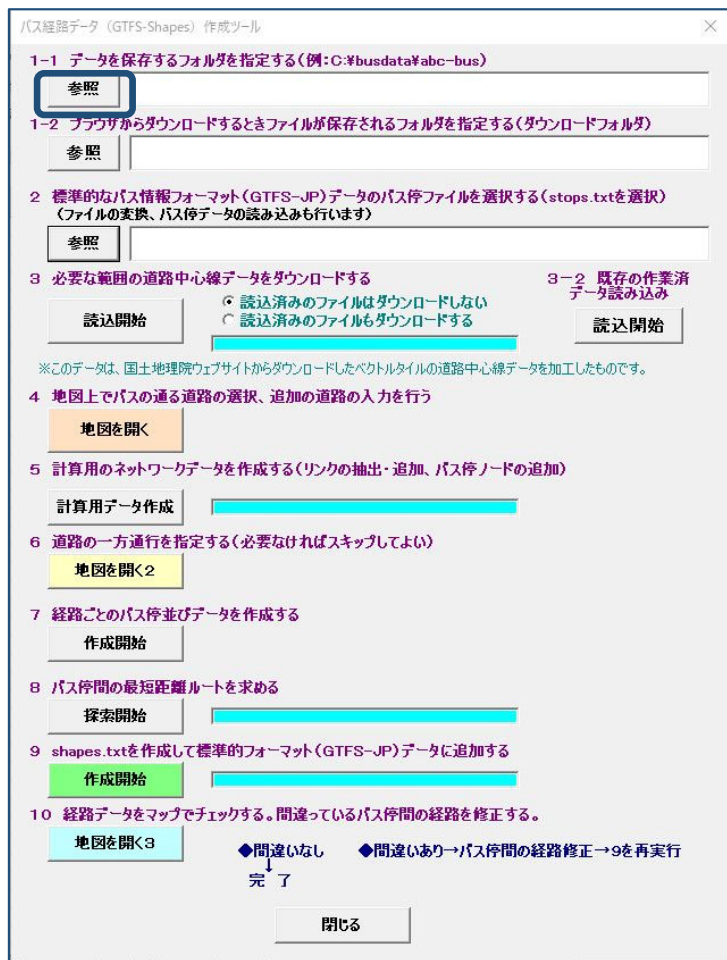 バス経路データ（GTFS-Shapes）作成ツール
1-1 データを保存するフォルダを指定する（例：C:¥busdata¥abc-bus）
参照
1-2 ブラウザからダウンロードするときファイルが保存されるフォルダを指定する（ダウンロードフォルダ）
参照
2 標準的なバス情報フォーマット（GTFS-JP）データのバス停ファイルを選択する（stops.txtを選択）
（ファイルの変換、バス停データの読み込みも行います）
参照
3 必要な範囲の道路中心線データをダウンロードする
読込開始
読込済みのファイルはダウンロードしない
読込済みのファイルもダウンロードする
3－2 既存の作業済
データ読み込み
読込開始
※このデータは、国土地理院ウェブサイトからダウンロードしたベクトルタイルの道路中心線データを加工したものです。
4 地図上でバスの通る道路の選択、追加の道路の入力を行う
地図を開く
5 計算用のネットワークデータを作成する（リンクの抽出・追加、バス停ノードの追加）
計算用データ作成
6 道路の一方通行を指定する（必要なければスキップしてよい）
地図を開く2
7 経路ごとのバス停並びデータを作成する
作成開始
8 バス停間の最短距離ルートを求める
探索開始
9 shapes.txtを作成して標準的フォーマット（GTFS-JP）データに追加する
作成開始
10 経路データをマップでチェックする。間違っているバス停間の経路を修正する。
地図を開く3
◆間違いなし ◆間違いあり→バス停間の経路修正→9を再実行
↓
完 了
閉じる